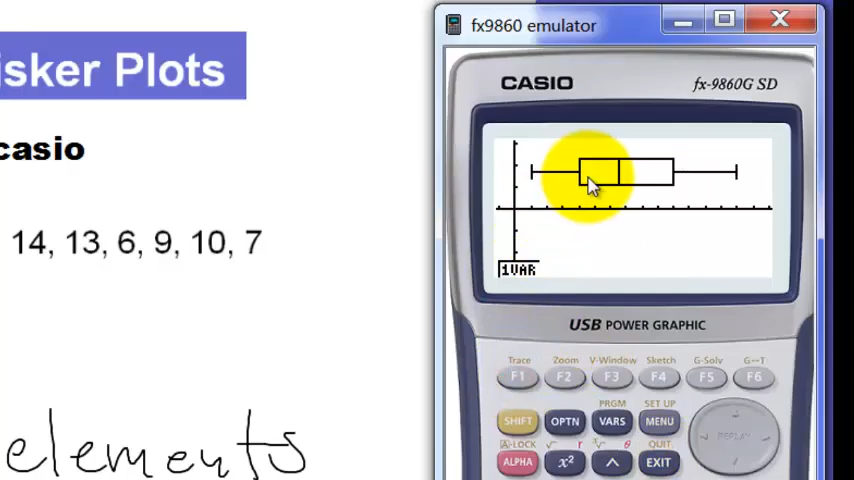 fx9860 emulator
isker Plots
CASIO fx-9860G SD
casio
14, 13, 6, 9, 10, 7
1VAR
USB POWER GRAPHIC
Trace Zoom V-Window Sketch G-Solv G↔T
F1 F2 F3 F4 F5 F6
PRGM SET UP
SHIFT OPTN VARS MENU
REPLAY
A-LOCK √ r ˣ√ θ QUIT
ALPHA x² ^ EXIT
elements